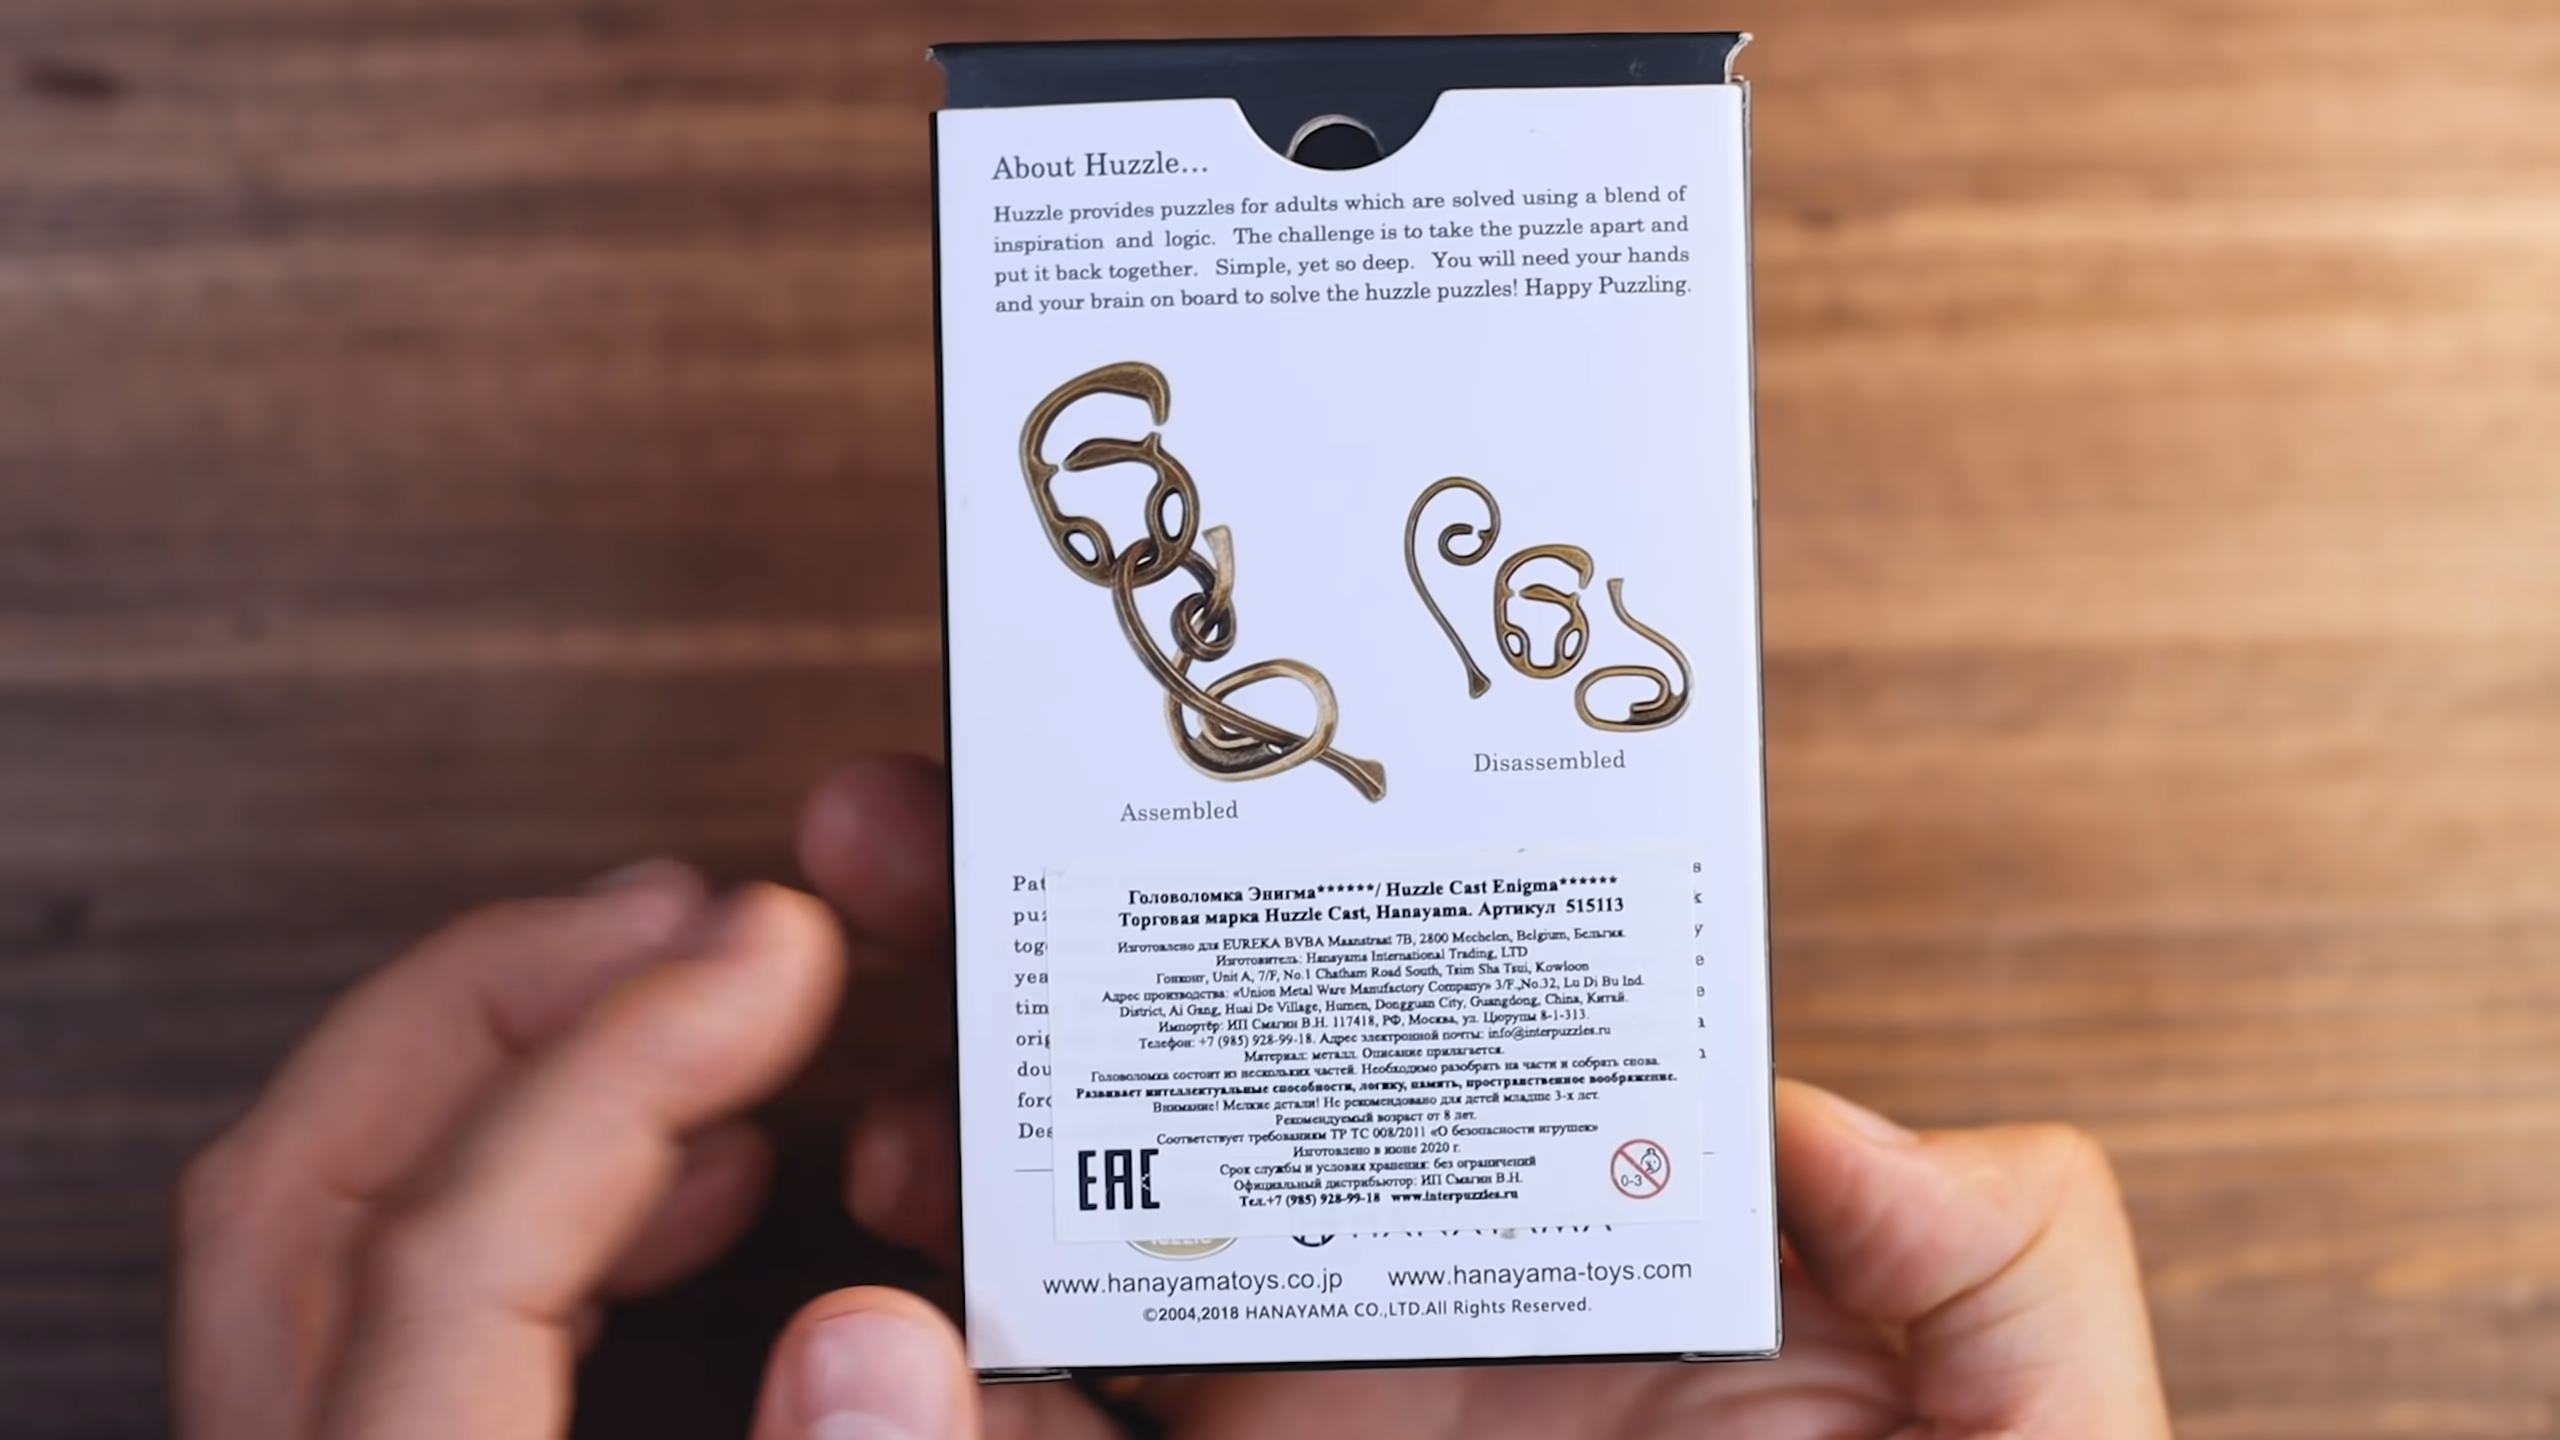 About Huzzle...
Huzzle provides puzzles for adults which are solved using a blend of
inspiration and logic. The challenge is to take the puzzle apart and
put it back together. Simple, yet so deep. You will need your hands
and your brain on board to solve the huzzle puzzles! Happy Puzzling.
Disassembled
Assembled
Головоломка Энигма******/ Huzzle Cast Enigma******
Торговая марка Huzzle Cast, Hanayama. Артикул 515113
Изготовлено для EUREKA BVBA Maanstraat 7B, 2800 Mechelen, Belgium, Бельгия.
Изготовитель: Hanayama International Trading, LTD
Гонконг, Unit A, 7/F, No.1 Chatham Road South, Tsim Sha Tsui, Kowloon
Адрес производства: «Union Metal Ware Manufactory Company» 3/F.,No.32, Lu Di Bu Ind.
District, Ai Gang, Huai De Village, Humen, Dongguan City, Guangdong, China, Китай.
Импортёр: ИП Смагин В.Н. 117418, РФ, Москва, ул. Цюрупы 8-1-313.
Телефон: +7 (985) 928-99-18. Адрес электронной почты: info@interpuzzles.ru
Материал: металл. Описание прилагается.
Головоломка состоит из нескольких частей. Необходимо разобрать на части и собрать снова.
Развивает интеллектуальные способности, логику, память, пространственное воображение.
Внимание! Мелкие детали! Не рекомендовано для детей младше 3-х лет.
Рекомендуемый возраст от 8 лет.
Соответствует требованиям ТР ТС 008/2011 «О безопасности игрушек»
Изготовлено в июне 2020 г.
Срок службы и условия хранения: без ограничений
Официальный дистрибьютор: ИП Смагин В.Н.
Тел.+7 (985) 928-99-18 www.interpuzzles.ru
EAC
0-3
www.hanayamatoys.co.jp www.hanayama-toys.com
©2004,2018 HANAYAMA CO.,LTD.All Rights Reserved.